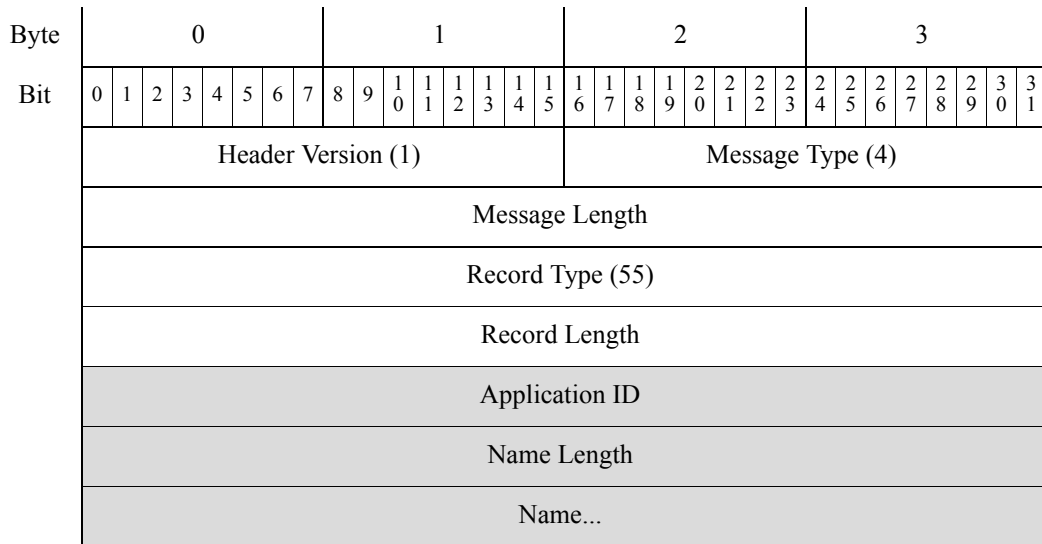 Byte 0 1 2 3
Bit 0 1 2 3 4 5 6 7 8 9 10 11 12 13 14 15 16 17 18 19 20 21 22 23 24 25 26 27 28 29 30 31
Header Version (1) Message Type (4)
Message Length
Record Type (55)
Record Length
Application ID
Name Length
Name...